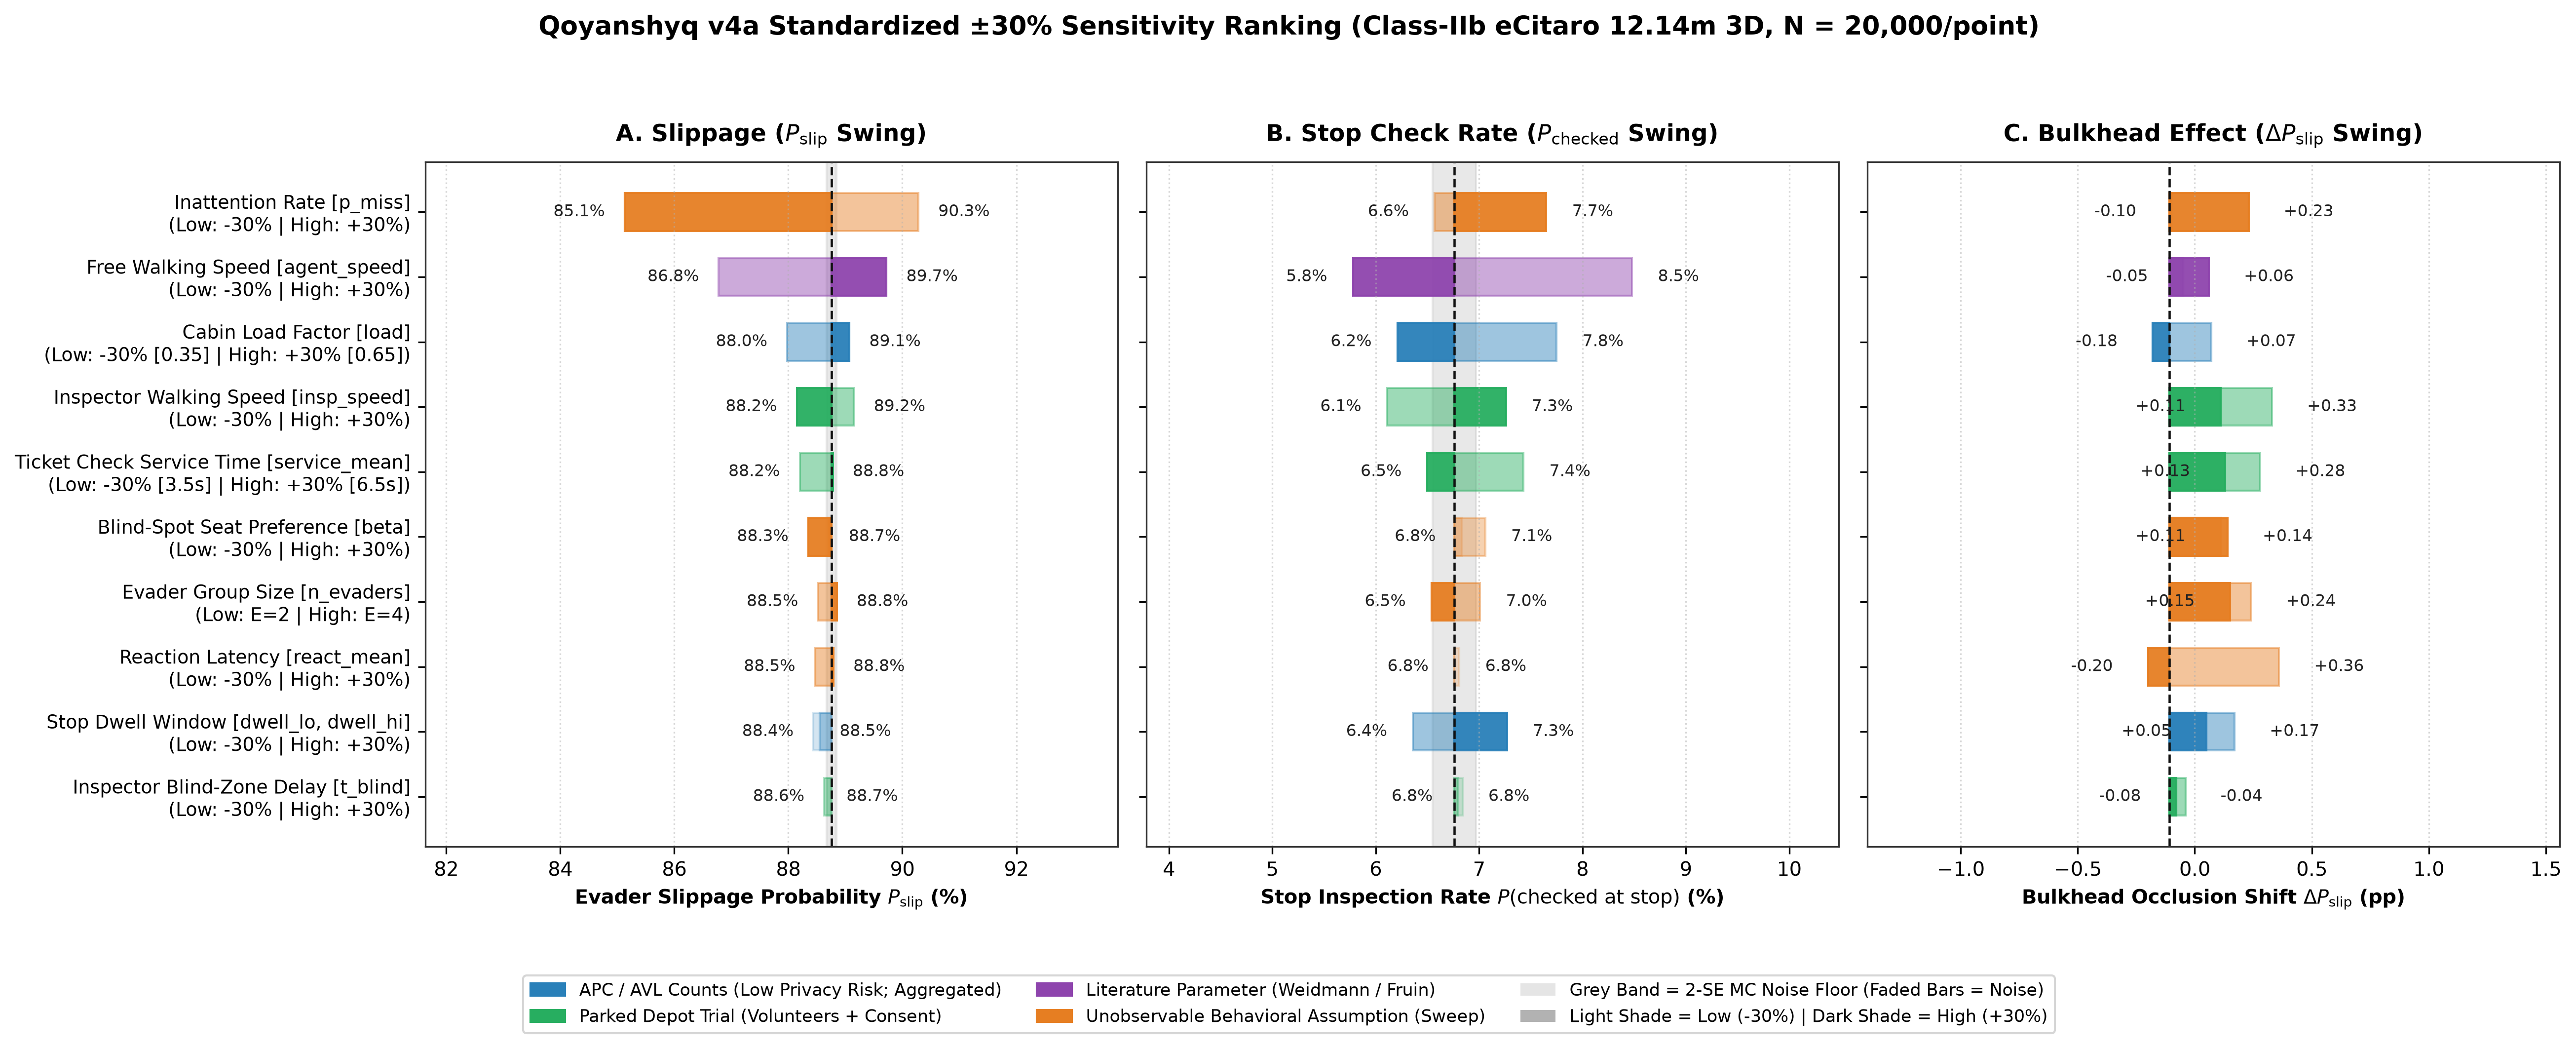 Qoyanshyq v4a Standardized ±30% Sensitivity Ranking (Class-IIb eCitaro 12.14m 3D, N = 20,000/point)
A. Slippage (P_slip Swing)
B. Stop Check Rate (P_checked Swing)
C. Bulkhead Effect (ΔP_slip Swing)
Inattention Rate [p_miss]
(Low: -30% | High: +30%)
85.1% 90.3% 6.6% 7.7% -0.10 +0.23
Free Walking Speed [agent_speed]
(Low: -30% | High: +30%)
86.8% 89.7% 5.8% 8.5% -0.05 +0.06
Cabin Load Factor [load]
(Low: -30% [0.35] | High: +30% [0.65])
88.0% 89.1% 6.2% 7.8% -0.18 +0.07
Inspector Walking Speed [insp_speed]
(Low: -30% | High: +30%)
88.2% 89.2% 6.1% 7.3% +0.11 +0.33
Ticket Check Service Time [service_mean]
(Low: -30% [3.5s] | High: +30% [6.5s])
88.2% 88.8% 6.5% 7.4% +0.13 +0.28
Blind-Spot Seat Preference [beta]
(Low: -30% | High: +30%)
88.3% 88.7% 6.8% 7.1% +0.11 +0.14
Evader Group Size [n_evaders]
(Low: E=2 | High: E=4)
88.5% 88.8% 6.5% 7.0% +0.15 +0.24
Reaction Latency [react_mean]
(Low: -30% | High: +30%)
88.5% 88.8% 6.8% 6.8% -0.20 +0.36
Stop Dwell Window [dwell_lo, dwell_hi]
(Low: -30% | High: +30%)
88.4% 88.5% 6.4% 7.3% +0.05 +0.17
Inspector Blind-Zone Delay [t_blind]
(Low: -30% | High: +30%)
88.6% 88.7% 6.8% 6.8% -0.08 -0.04
82 84 86 88 90 92
Evader Slippage Probability P_slip (%)
4 5 6 7 8 9 10
Stop Inspection Rate P(checked at stop) (%)
−1.0 −0.5 0.0 0.5 1.0 1.5
Bulkhead Occlusion Shift ΔP_slip (pp)
APC / AVL Counts (Low Privacy Risk; Aggregated)
Parked Depot Trial (Volunteers + Consent)
Literature Parameter (Weidmann / Fruin)
Unobservable Behavioral Assumption (Sweep)
Grey Band = 2-SE MC Noise Floor (Faded Bars = Noise)
Light Shade = Low (-30%) | Dark Shade = High (+30%)